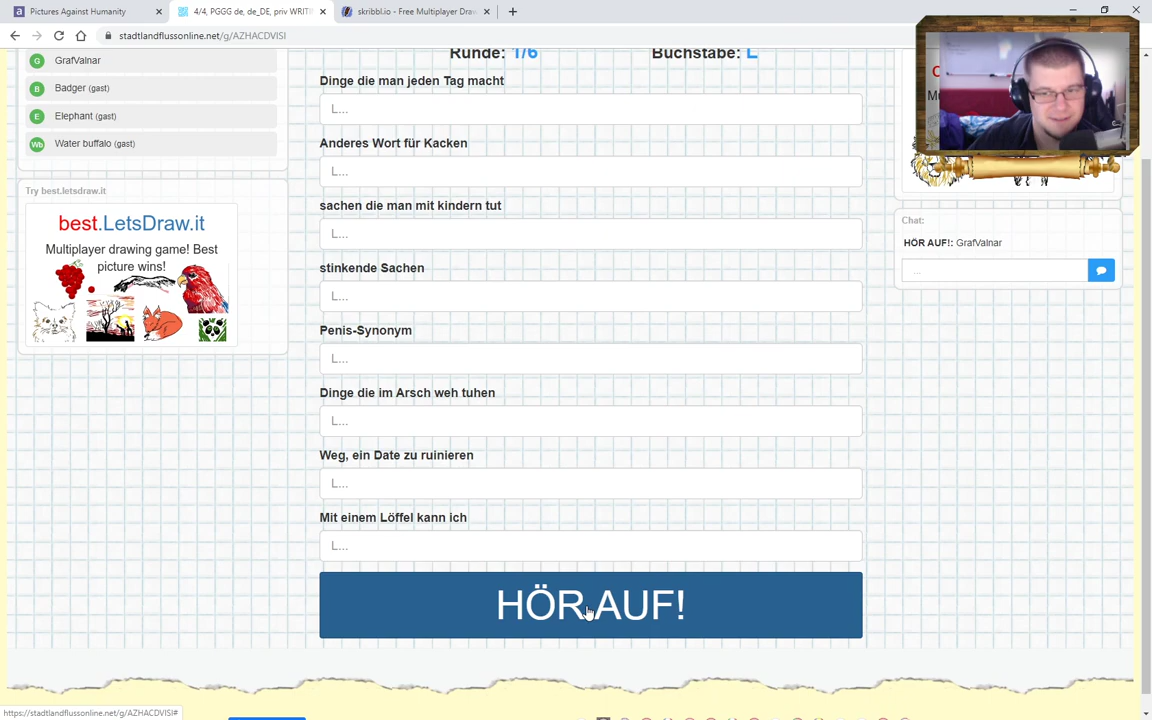 Pictures Against Humanity
4/4, PGGG de, de_DE, priv WRITI
skribbl.io - Free Multiplayer Draw
stadtlandflussonline.net/g/AZHACDVISI
G GrafValnar
B Badger (gast)
E Elephant (gast)
Wb Water buffalo (gast)
Try best.letsdraw.it
best.LetsDraw.it
Multiplayer drawing game! Best
picture wins!
Runde: 1/6
Buchstabe: L
Dinge die man jeden Tag macht
L...
Anderes Wort für Kacken
L...
sachen die man mit kindern tut
L...
stinkende Sachen
L...
Penis-Synonym
L...
Dinge die im Arsch weh tuhen
L...
Weg, ein Date zu ruinieren
L...
Mit einem Löffel kann ich
L...
HÖR AUF!
Chat:
HÖR AUF!: GrafValnar
...
https://stadtlandflussonline.net/g/AZHACDVISI#